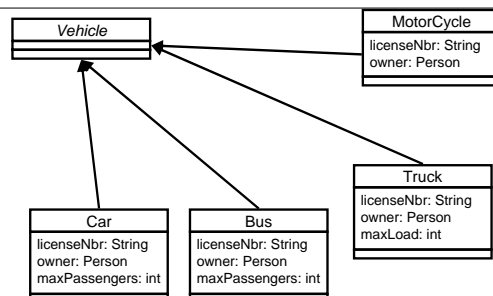 Vehicle
MotorCycle
licenseNbr: String
owner: Person
Truck
licenseNbr: String
owner: Person
maxLoad: int
Car
licenseNbr: String
owner: Person
maxPassengers: int
Bus
licenseNbr: String
owner: Person
maxPassengers: int